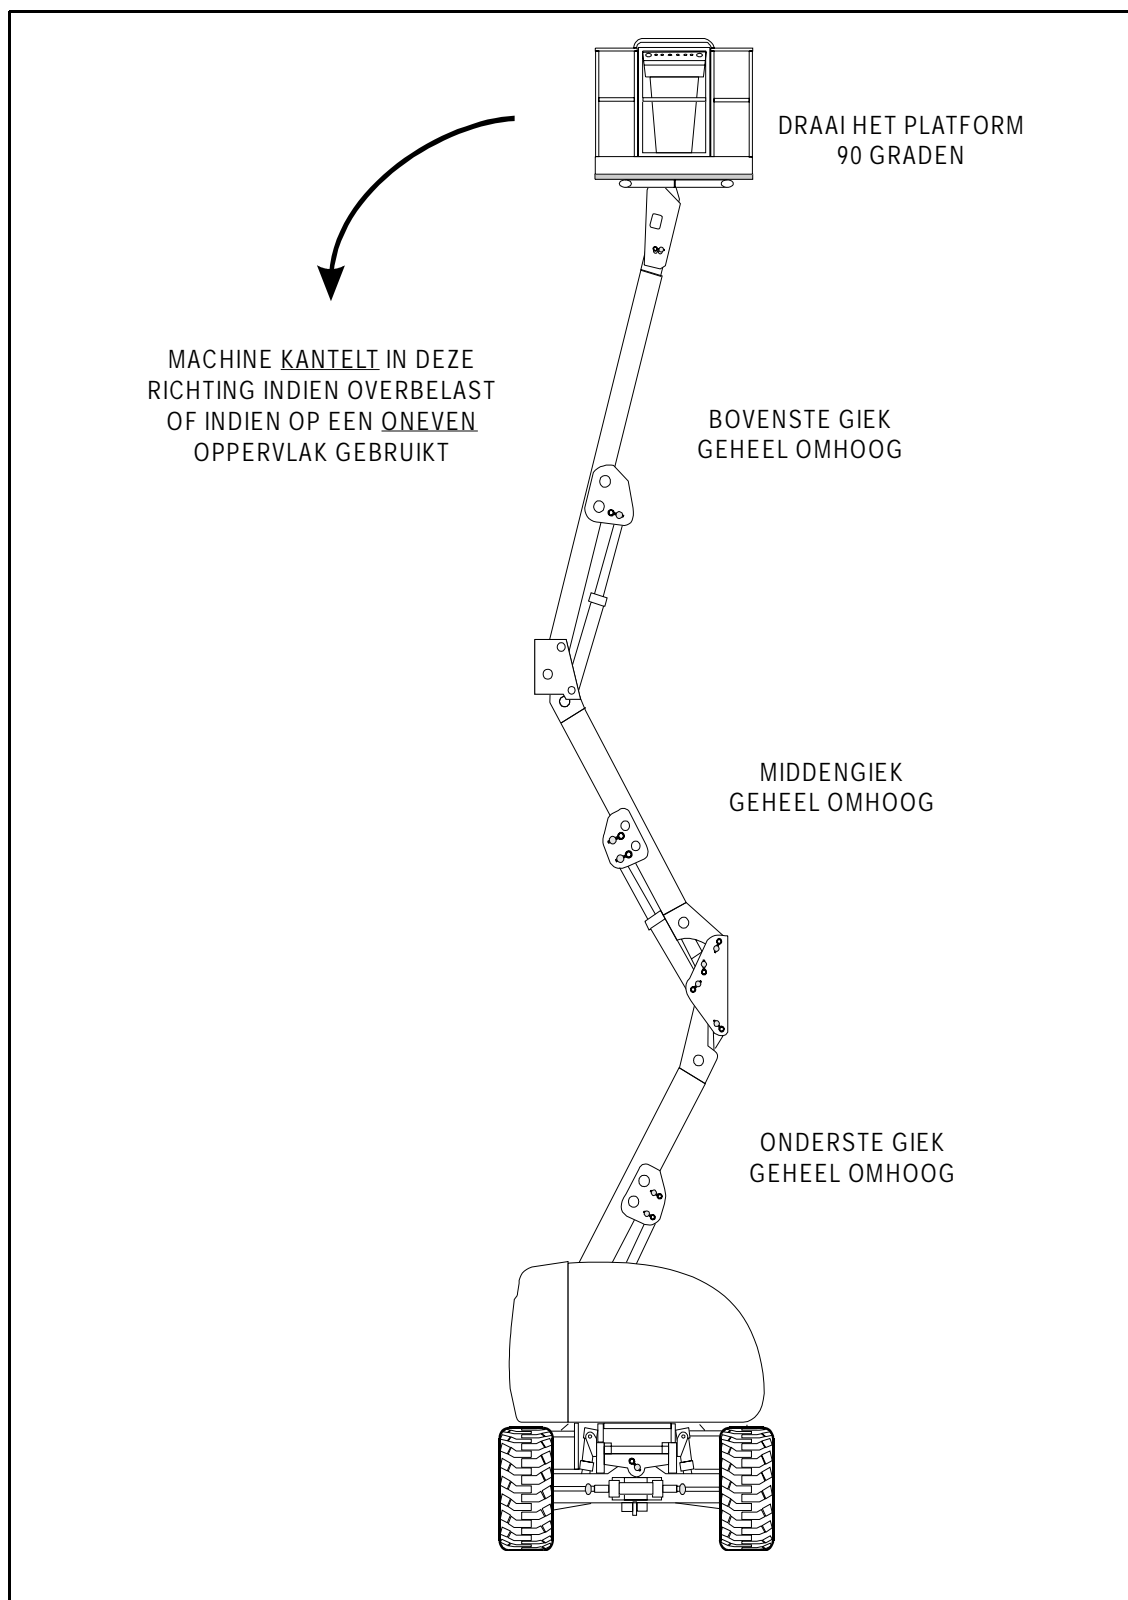 DRAAI HET PLATFORM
90 GRADEN
MACHINE KANTELT IN DEZE
RICHTING INDIEN OVERBELAST
OF INDIEN OP EEN ONEVEN
OPPERVLAK GEBRUIKT
BOVENSTE GIEK
GEHEEL OMHOOG
MIDDENGIEK
GEHEEL OMHOOG
ONDERSTE GIEK
GEHEEL OMHOOG